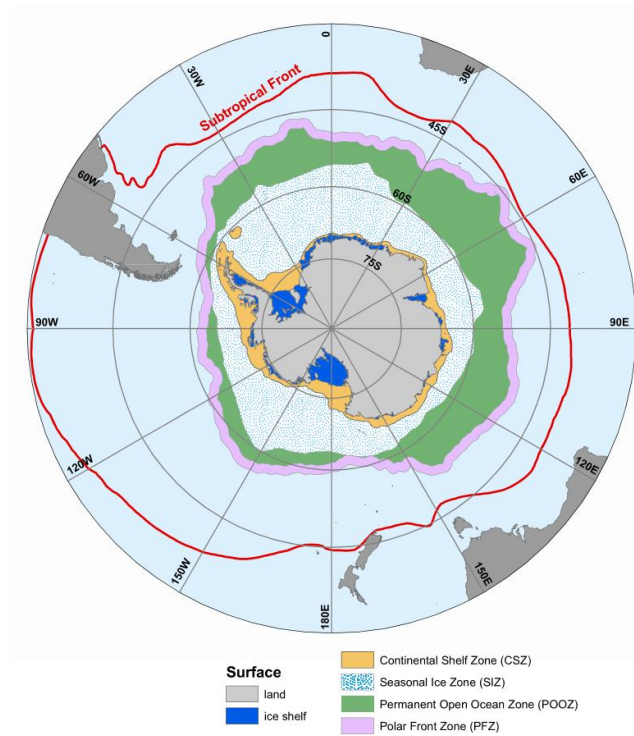 0
30W
30E
Subtropical Front
45S
60W
60E
60S
75S
90W
90E
120W
120E
150W
150E
180E
Surface
land
ice shelf
Continental Shelf Zone (CSZ)
Seasonal Ice Zone (SIZ)
Permanent Open Ocean Zone (POOZ)
Polar Front Zone (PFZ)